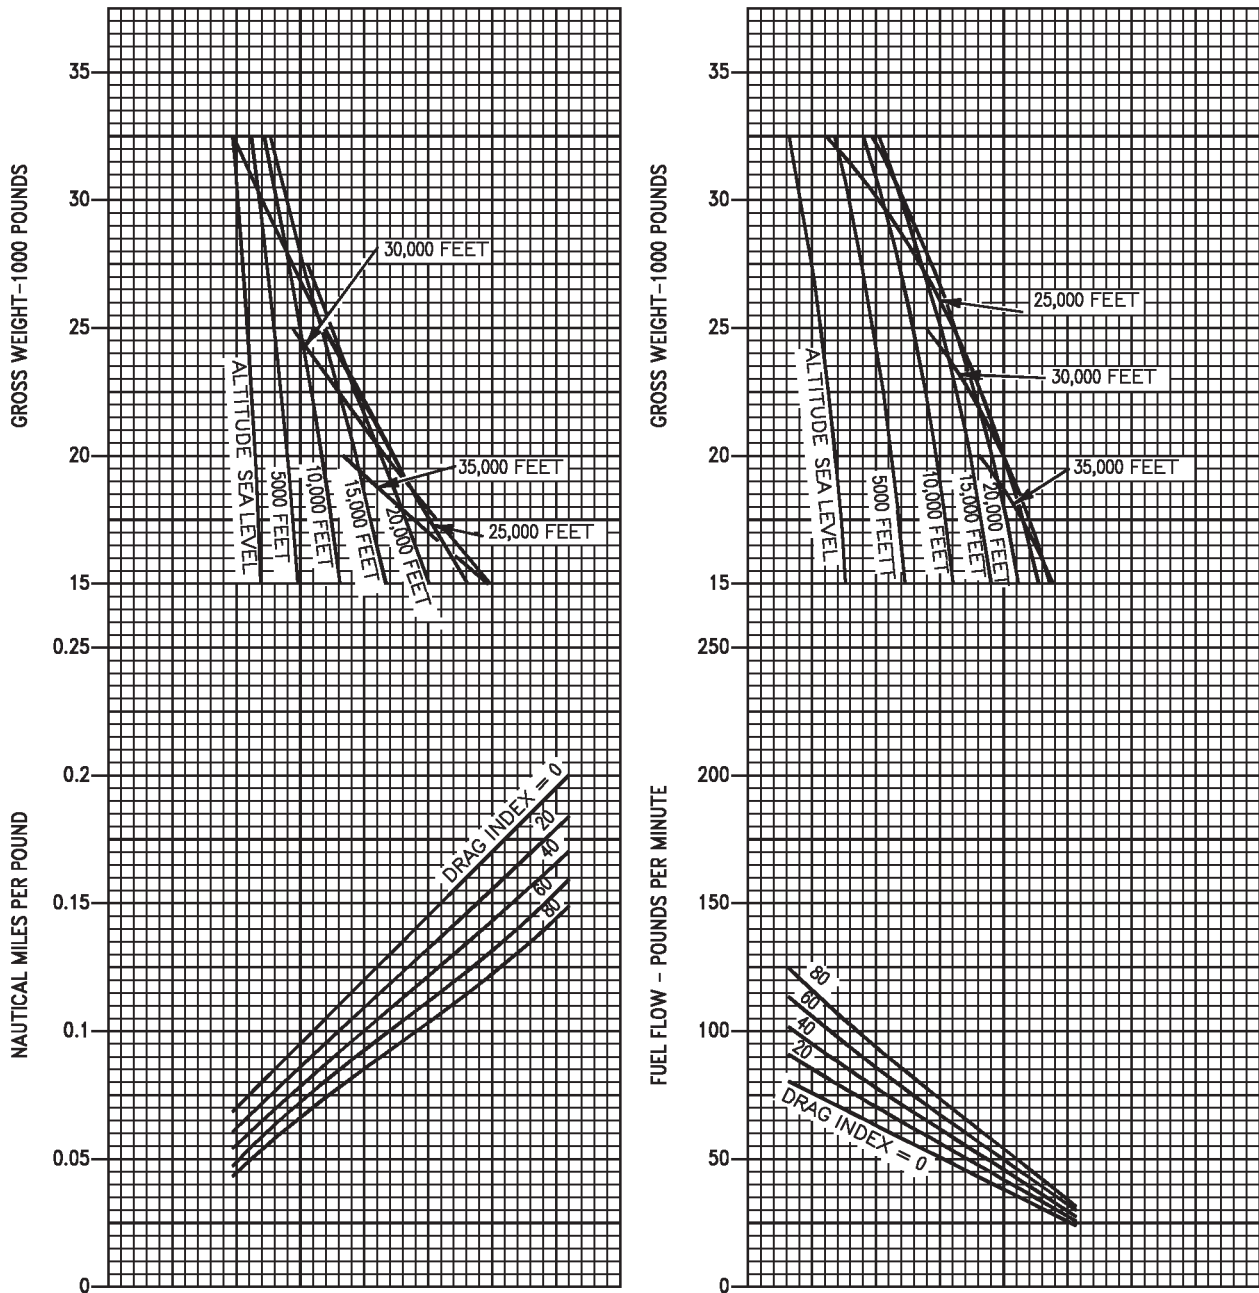 GROSS WEIGHT-1000 POUNDS
35
30
25
20
15
30,000 FEET
35,000 FEET
25,000 FEET
ALTITUDE SEA LEVEL
5000 FEET
10,000 FEET
15,000 FEET
20,000 FEET
NAUTICAL MILES PER POUND
0.25
0.2
0.15
0.1
0.05
0
DRAG INDEX = 0
20
40
60
80
GROSS WEIGHT-1000 POUNDS
35
30
25
20
15
25,000 FEET
30,000 FEET
35,000 FEET
ALTITUDE SEA LEVEL
5000 FEETT
10,000 FEET
15,000 FEET
20,000 FEET
FUEL FLOW - POUNDS PER MINUTE
250
200
150
100
50
0
80
60
40
20
DRAG INDEX = 0